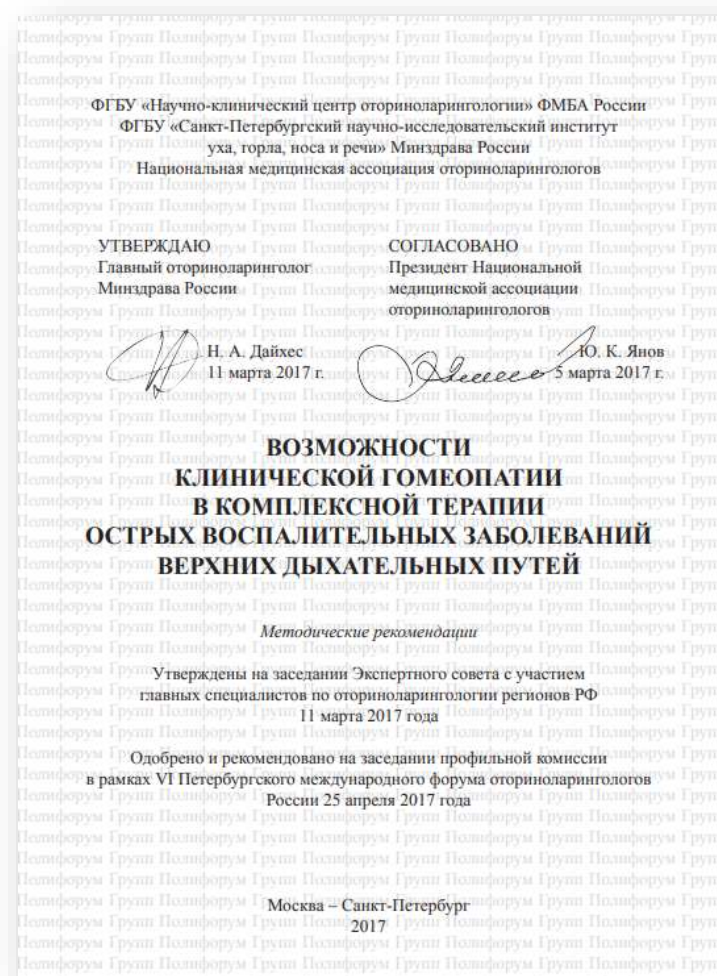 ФГБУ «Научно-клинический центр оториноларингологии» ФМБА России
ФГБУ «Санкт-Петербургский научно-исследовательский институт
уха, горла, носа и речи» Минздрава России
Национальная медицинская ассоциация оториноларингологов
УТВЕРЖДАЮ
Главный оториноларинголог
Минздрава России
Н. А. Дайхес
11 марта 2017 г.
СОГЛАСОВАНО
Президент Национальной
медицинской ассоциации
оториноларингологов
Ю. К. Янов
5 марта 2017 г.
ВОЗМОЖНОСТИ
КЛИНИЧЕСКОЙ ГОМЕОПАТИИ
В КОМПЛЕКСНОЙ ТЕРАПИИ
ОСТРЫХ ВОСПАЛИТЕЛЬНЫХ ЗАБОЛЕВАНИЙ
ВЕРХНИХ ДЫХАТЕЛЬНЫХ ПУТЕЙ
Методические рекомендации
Утверждены на заседании Экспертного совета с участием
главных специалистов по оториноларингологии регионов РФ
11 марта 2017 года
Одобрено и рекомендовано на заседании профильной комиссии
в рамках VI Петербургского международного форума оториноларингологов
России 25 апреля 2017 года
Москва – Санкт-Петербург
2017